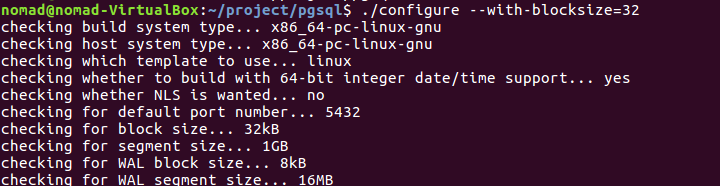 nomad@nomad-VirtualBox:~/project/pgsql$ ./configure --with-blocksize=32
checking build system type... x86_64-pc-linux-gnu
checking host system type... x86_64-pc-linux-gnu
checking which template to use... linux
checking whether to build with 64-bit integer date/time support... yes
checking whether NLS is wanted... no
checking for default port number... 5432
checking for block size... 32kB
checking for segment size... 1GB
checking for WAL block size... 8kB
checking for WAL segment size... 16MB